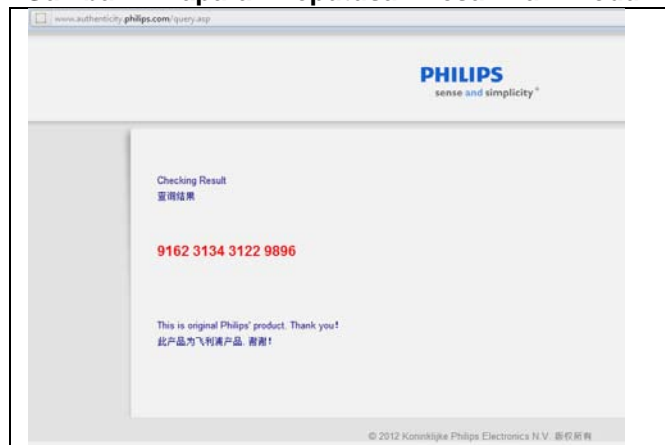 www.authenticity.philips.com/query.asp
PHILIPS
sense and simplicity
Checking Result
查询结果
9162 3134 3122 9896
This is original Philips' product. Thank you!
此产品为飞利浦产品. 谢谢!
© 2012 Koninklijke Philips Electronics N.V. 版权所有